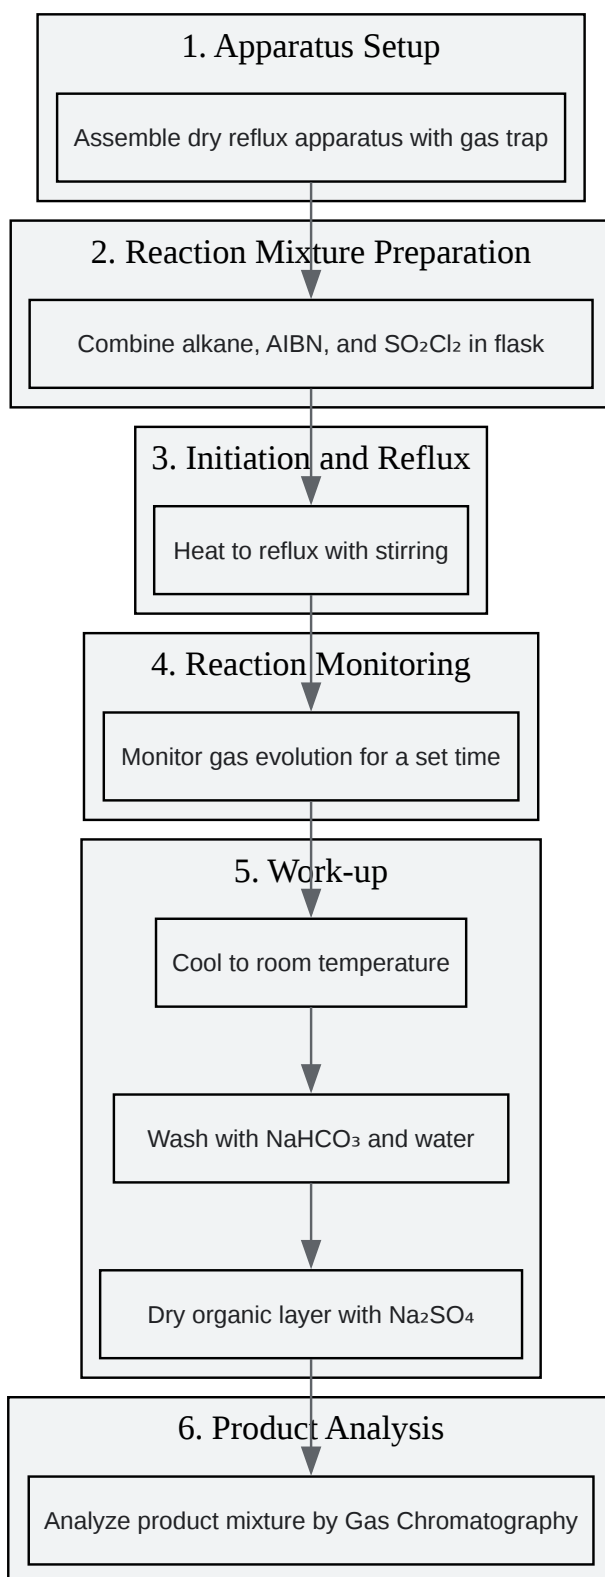 1. Apparatus Setup
Assemble dry reflux apparatus with gas trap
2. Reaction Mixture Preparation
Combine alkane, AIBN, and SO₂Cl₂ in flask
3. Initiation and Reflux
Heat to reflux with stirring
4. Reaction Monitoring
Monitor gas evolution for a set time
5. Work-up
Cool to room temperature
Wash with NaHCO₃ and water
Dry organic layer with Na₂SO₄
6. Product Analysis
Analyze product mixture by Gas Chromatography